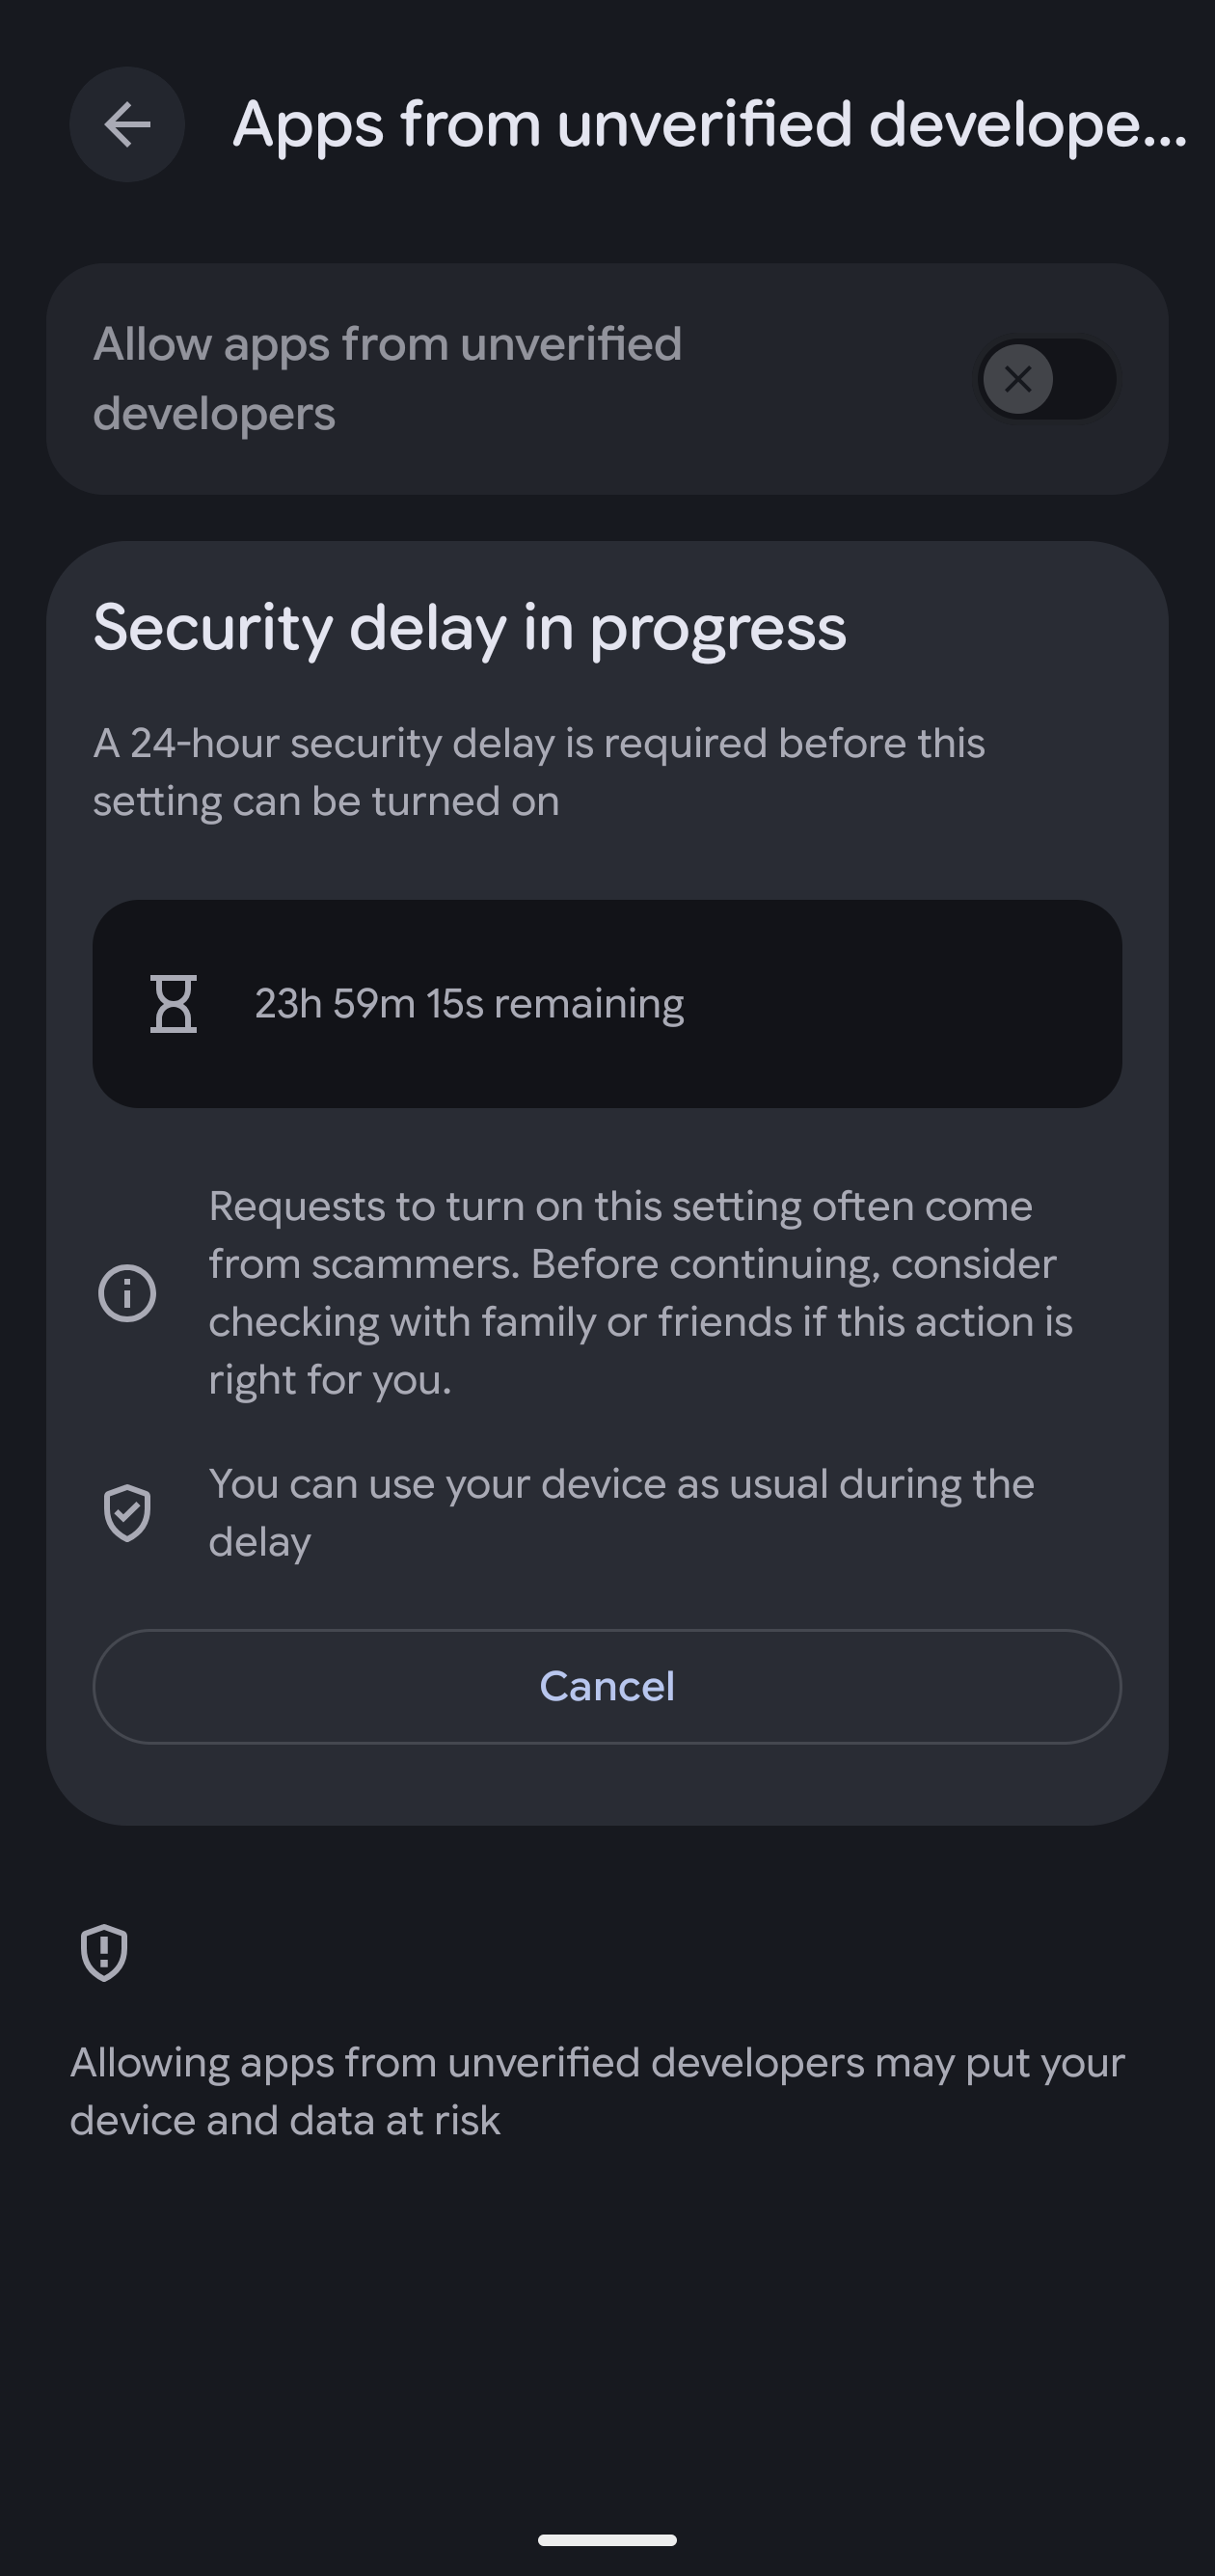 Apps from unverified develope...
Allow apps from unverified
developers
Security delay in progress
A 24-hour security delay is required before this
setting can be turned on
23h 59m 15s remaining
Requests to turn on this setting often come
from scammers. Before continuing, consider
checking with family or friends if this action is
right for you.
You can use your device as usual during the
delay
Cancel
Allowing apps from unverified developers may put your
device and data at risk